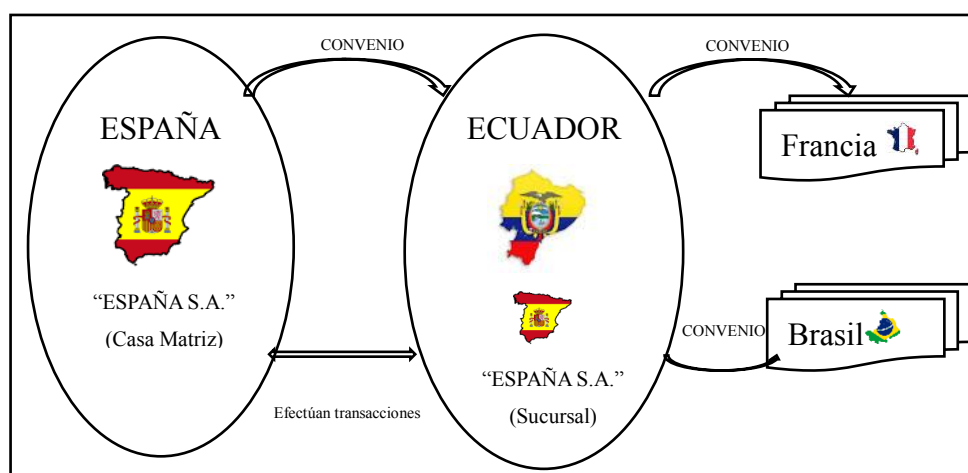 CONVENIO
CONVENIO
ESPAÑA
ECUADOR
Francia
“ESPAÑA S.A.”
(Casa Matriz)
CONVENIO
Brasil
“ESPAÑA S.A.”
(Sucursal)
Efectúan transacciones